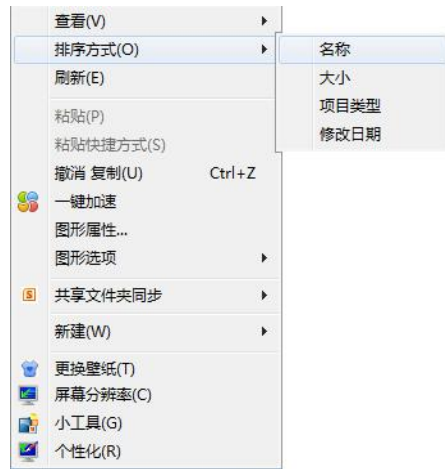 查看(V)
排序方式(O)
刷新(E)
粘贴(P)
粘贴快捷方式(S)
撤消 复制(U) Ctrl+Z
一键加速
图形属性...
图形选项
S 共享文件夹同步
新建(W)
更换壁纸(T)
屏幕分辨率(C)
小工具(G)
个性化(R)
名称
大小
项目类型
修改日期